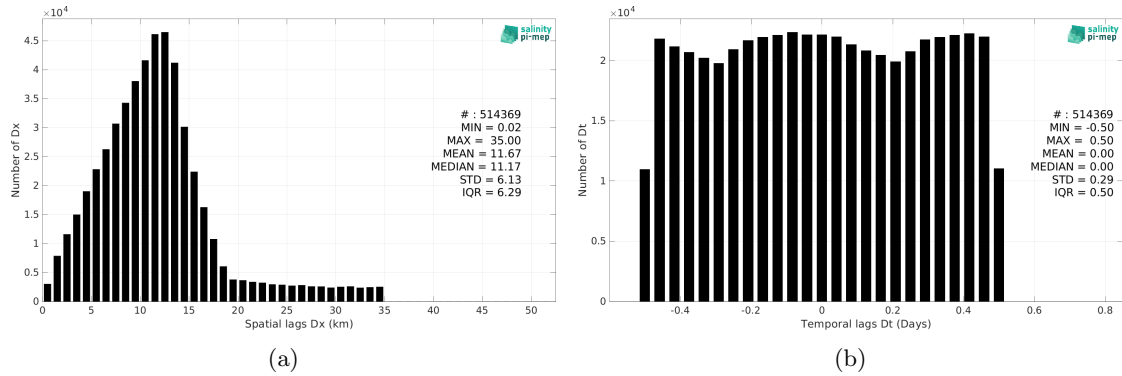 ×10⁴
4.5
4
3.5
3
2.5
2
1.5
1
0.5
0
Number of Dx
0 5 10 15 20 25 30 35 40 45 50
Spatial lags Dx (km)
salinity
pi-mep
# : 514369
MIN = 0.02
MAX = 35.00
MEAN = 11.67
MEDIAN = 11.17
STD = 6.13
IQR = 6.29
(a)
×10⁴
2
1.5
1
0.5
0
Number of Dt
-0.4 -0.2 0 0.2 0.4 0.6 0.8
Temporal lags Dt (Days)
salinity
pi-mep
# : 514369
MIN = -0.50
MAX = 0.50
MEAN = 0.00
MEDIAN = 0.00
STD = 0.29
IQR = 0.50
(b)